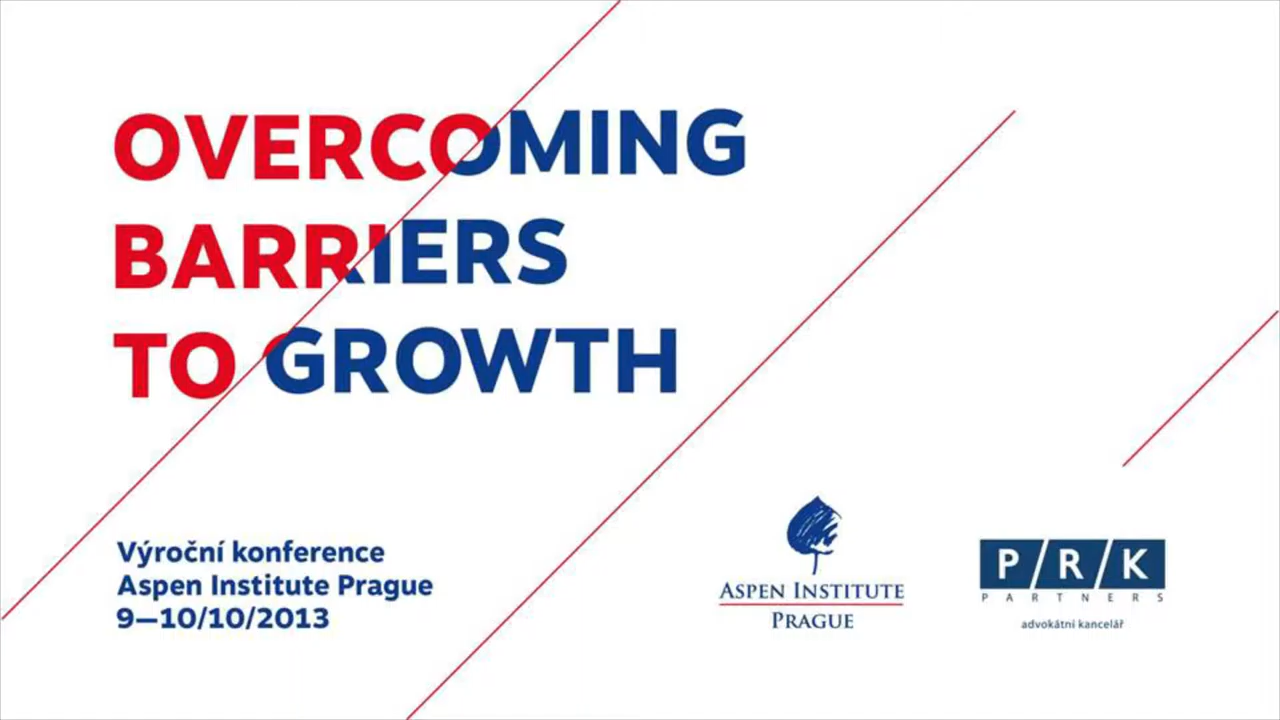 OVERCOMING
BARRIERS
TO GROWTH
Výroční konference
Aspen Institute Prague
9—10/10/2013
ASPEN INSTITUTE
PRAGUE
P/R/K
PARTNERS
advokátní kancelář